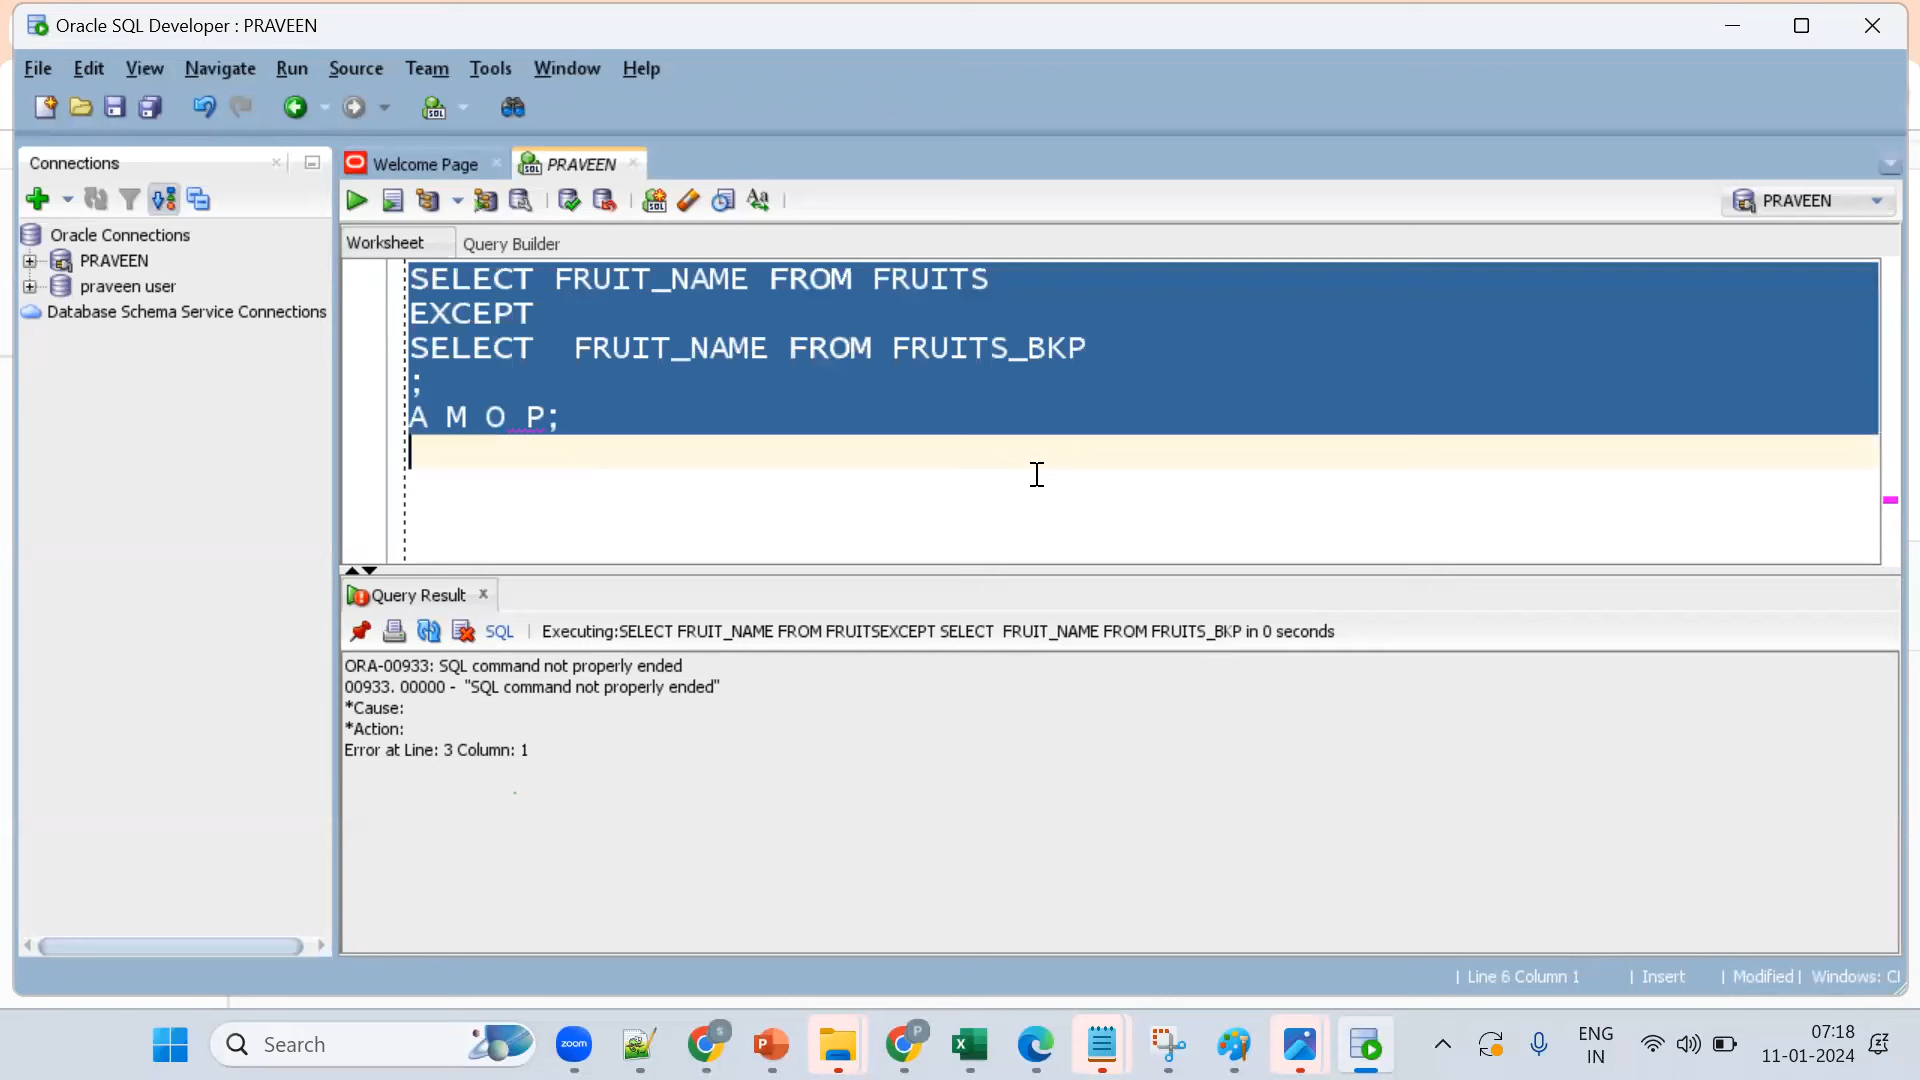 Oracle SQL Developer : PRAVEEN
File Edit View Navigate Run Source Team Tools Window Help
Connections
Welcome Page
PRAVEEN
PRAVEEN
Worksheet
Query Builder
Oracle Connections
PRAVEEN
praveen user
Database Schema Service Connections
SELECT FRUIT_NAME FROM FRUITS
EXCEPT
SELECT  FRUIT_NAME FROM FRUITS_BKP
;
A M O P;
Query Result
SQL
Executing:SELECT FRUIT_NAME FROM FRUITSEXCEPT SELECT  FRUIT_NAME FROM FRUITS_BKP in 0 seconds
ORA-00933: SQL command not properly ended
00933. 00000 -  "SQL command not properly ended"
*Cause:
*Action:
Error at Line: 3 Column: 1
| Line 6 Column 1 | Insert | Modified | Windows: Cl
Search
zoom
S
P
P
X
ENG
IN
07:18
11-01-2024